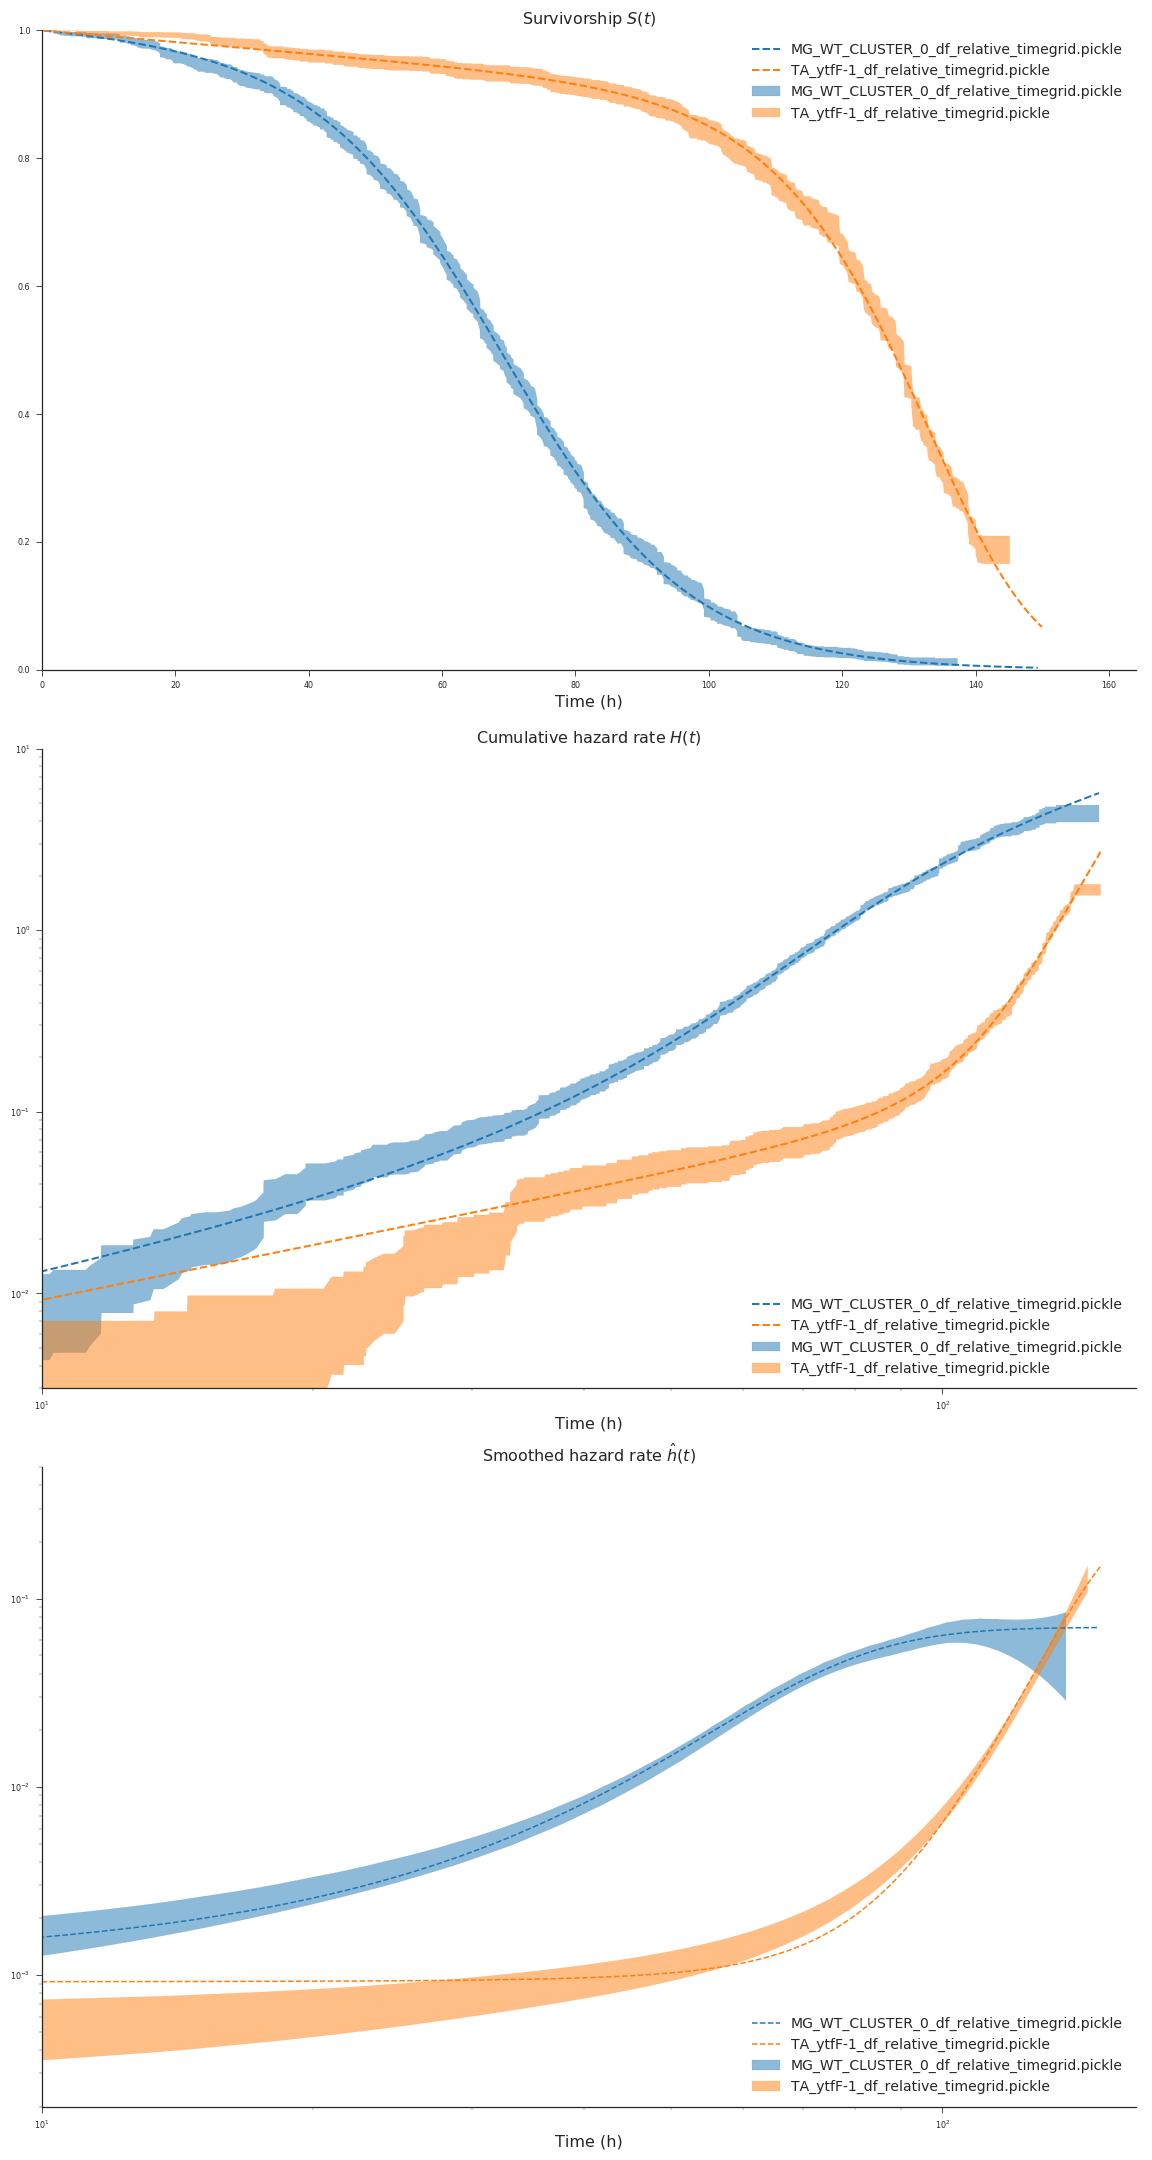 Survivorship S(t)
1.0
0.8
0.6
0.4
0.2
0.0
MG_WT_CLUSTER_0_df_relative_timegrid.pickle
TA_ytfF-1_df_relative_timegrid.pickle
MG_WT_CLUSTER_0_df_relative_timegrid.pickle
TA_ytfF-1_df_relative_timegrid.pickle
0 20 40 60 80 100 120 140 160
Time (h)
Cumulative hazard rate H(t)
10¹
10⁰
10⁻¹
10⁻²
MG_WT_CLUSTER_0_df_relative_timegrid.pickle
TA_ytfF-1_df_relative_timegrid.pickle
MG_WT_CLUSTER_0_df_relative_timegrid.pickle
TA_ytfF-1_df_relative_timegrid.pickle
10¹ 10²
Time (h)
Smoothed hazard rate ĥ(t)
10⁻¹
10⁻²
10⁻³
MG_WT_CLUSTER_0_df_relative_timegrid.pickle
TA_ytfF-1_df_relative_timegrid.pickle
MG_WT_CLUSTER_0_df_relative_timegrid.pickle
TA_ytfF-1_df_relative_timegrid.pickle
10¹ 10²
Time (h)